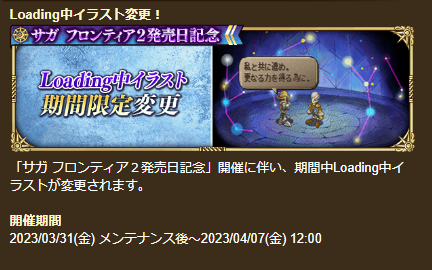 Loading中イラスト変更！
サガ フロンティア2発売日記念
Loading中イラスト
期間限定変更
私と共に進め。
更なる力を得る為に。
「サガ フロンティア２発売日記念」開催に伴い、期間中Loading中イ
ラストが変更されます。
開催期間
2023/03/31(金) メンテナンス後～2023/04/07(金) 12:00